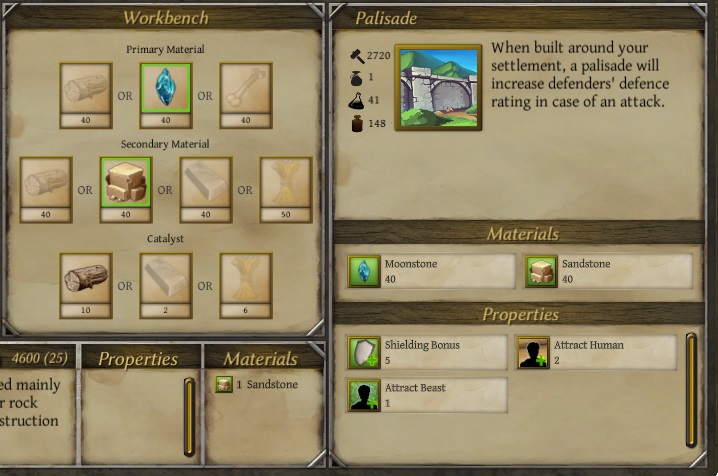 Workbench
Primary Material
OR
OR
40
40
40
Secondary Material
OR
OR
OR
40
40
40
50
Catalyst
OR
OR
10
2
6
4600 (25)
ed mainly
r rock
struction
Properties
Materials
1 Sandstone
Palisade
2720
1
41
148
When built around your
settlement, a palisade will
increase defenders' defence
rating in case of an attack.
Materials
Moonstone
40
Sandstone
40
Properties
Shielding Bonus
5
Attract Human
2
Attract Beast
1